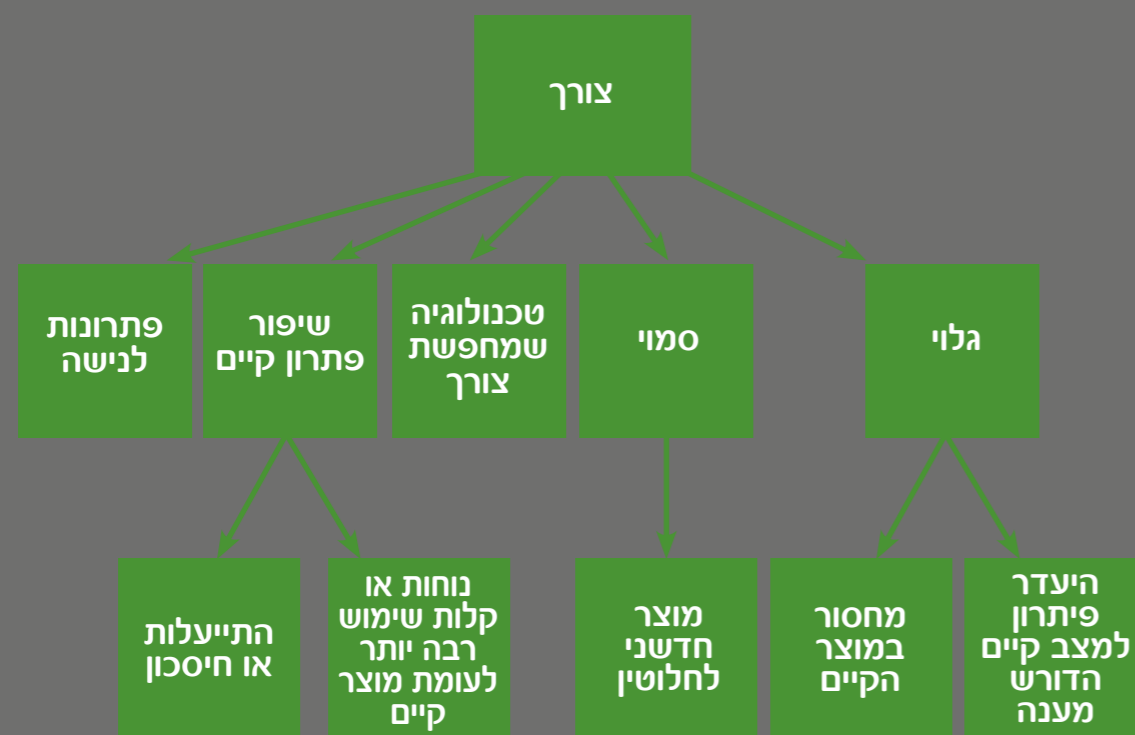 צורך
גלוי
סמוי
טכנולוגיה
שמחפשת
צורך
שיפור
פתרון קיים
פתרונות
לנישה
היעדר
פיתרון
למצב קיים
הדורש
מענה
מחסור
במוצר
הקיים
מוצר
חדשני
לחלוטין
נוחות או
קלות שימוש
רבה יותר
לעומת מוצר
קיים
התייעלות
או חיסכון